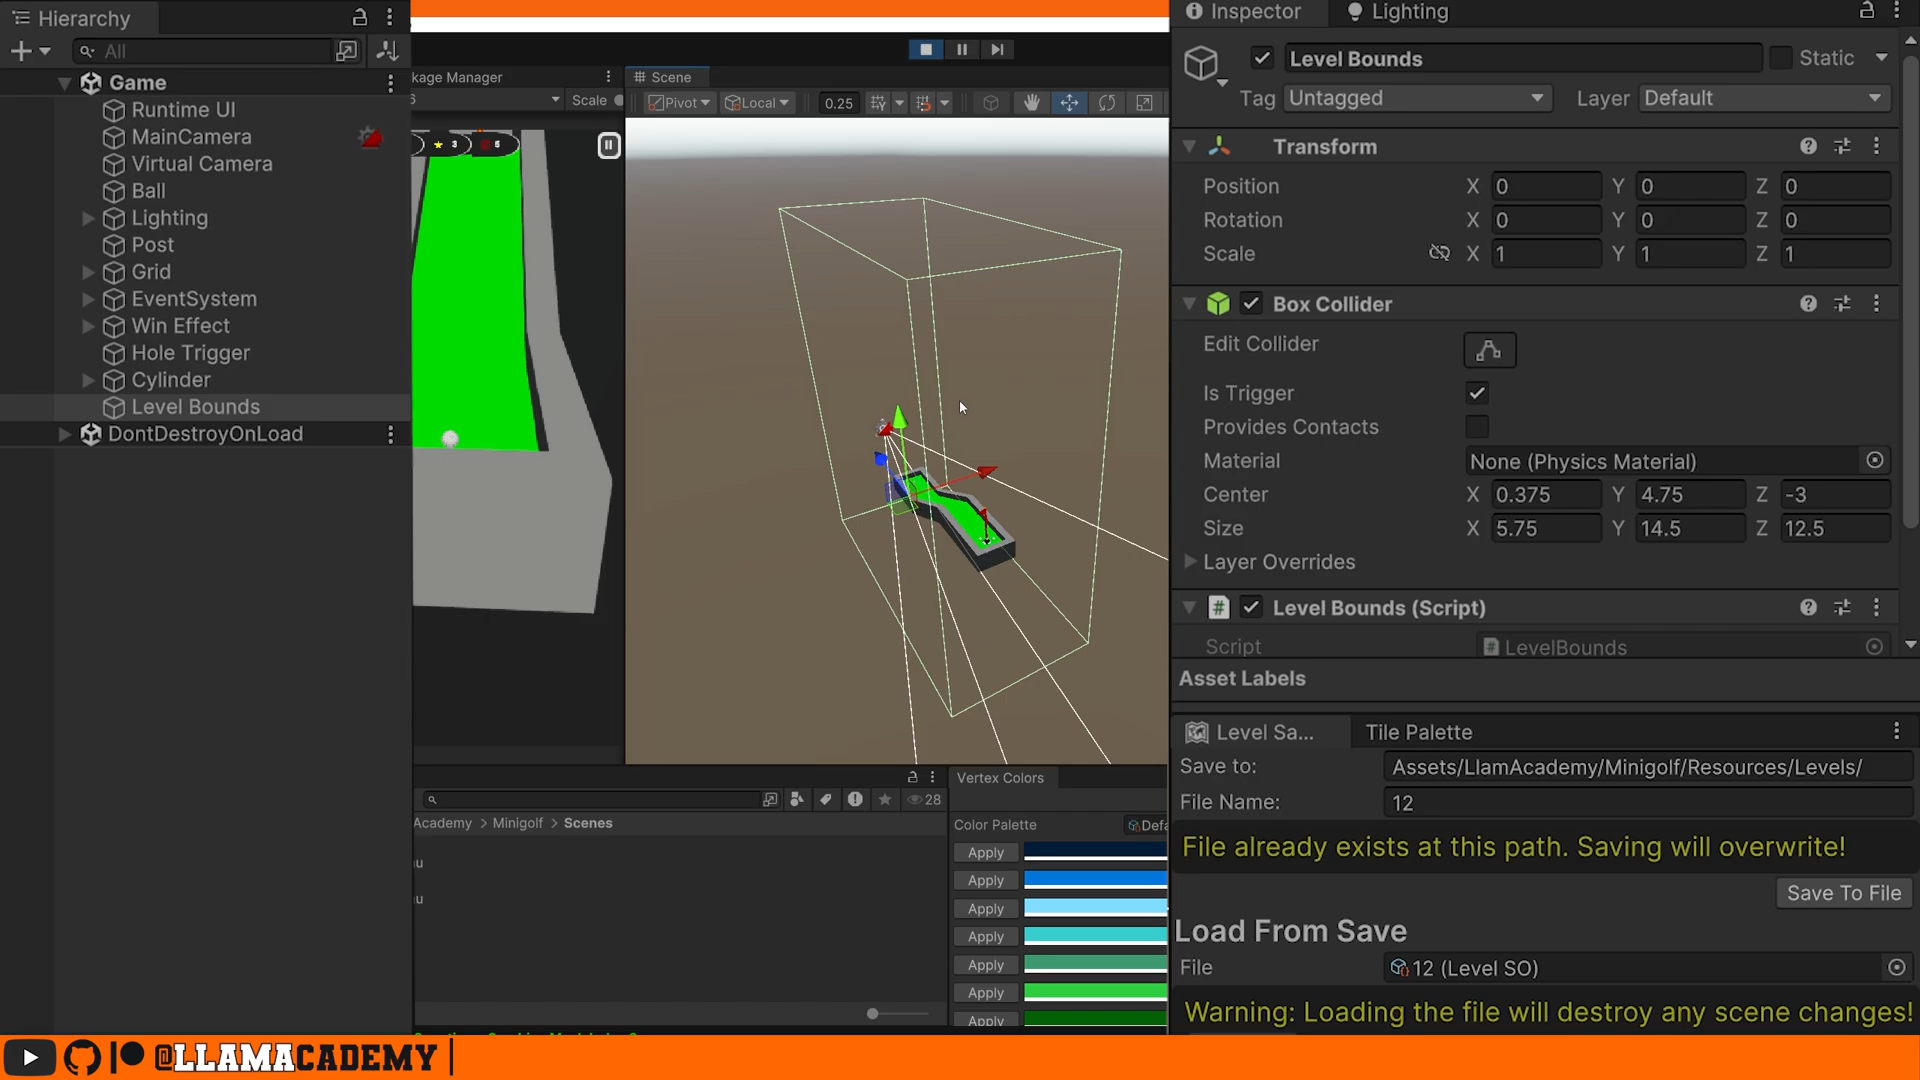 Hierarchy
All
Game
Runtime UI
MainCamera
Virtual Camera
Ball
Lighting
Post
Grid
EventSystem
Win Effect
Hole Trigger
Cylinder
Level Bounds
DontDestroyOnLoad
kage Manager
Scene
Scale
Pivot
Local
0.25
3
Academy > Minigolf > Scenes
28
Vertex Colors
Color Palette
Defa
Apply
Apply
Apply
Apply
Apply
Apply
Apply
Inspector
Lighting
Level Bounds
Static
Tag Untagged
Layer Default
Transform
Position X 0 Y 0 Z 0
Rotation X 0 Y 0 Z 0
Scale X 1 Y 1 Z 1
Box Collider
Edit Collider
Is Trigger
Provides Contacts
Material None (Physics Material)
Center X 0.375 Y 4.75 Z -3
Size X 5.75 Y 14.5 Z 12.5
Layer Overrides
# Level Bounds (Script)
Script LevelBounds
Asset Labels
Level Sa...
Tile Palette
Save to: Assets/LlamAcademy/Minigolf/Resources/Levels/
File Name: 12
File already exists at this path. Saving will overwrite!
Save To File
Load From Save
File 12 (Level SO)
Warning: Loading the file will destroy any scene changes!
@LLAMACADEMY